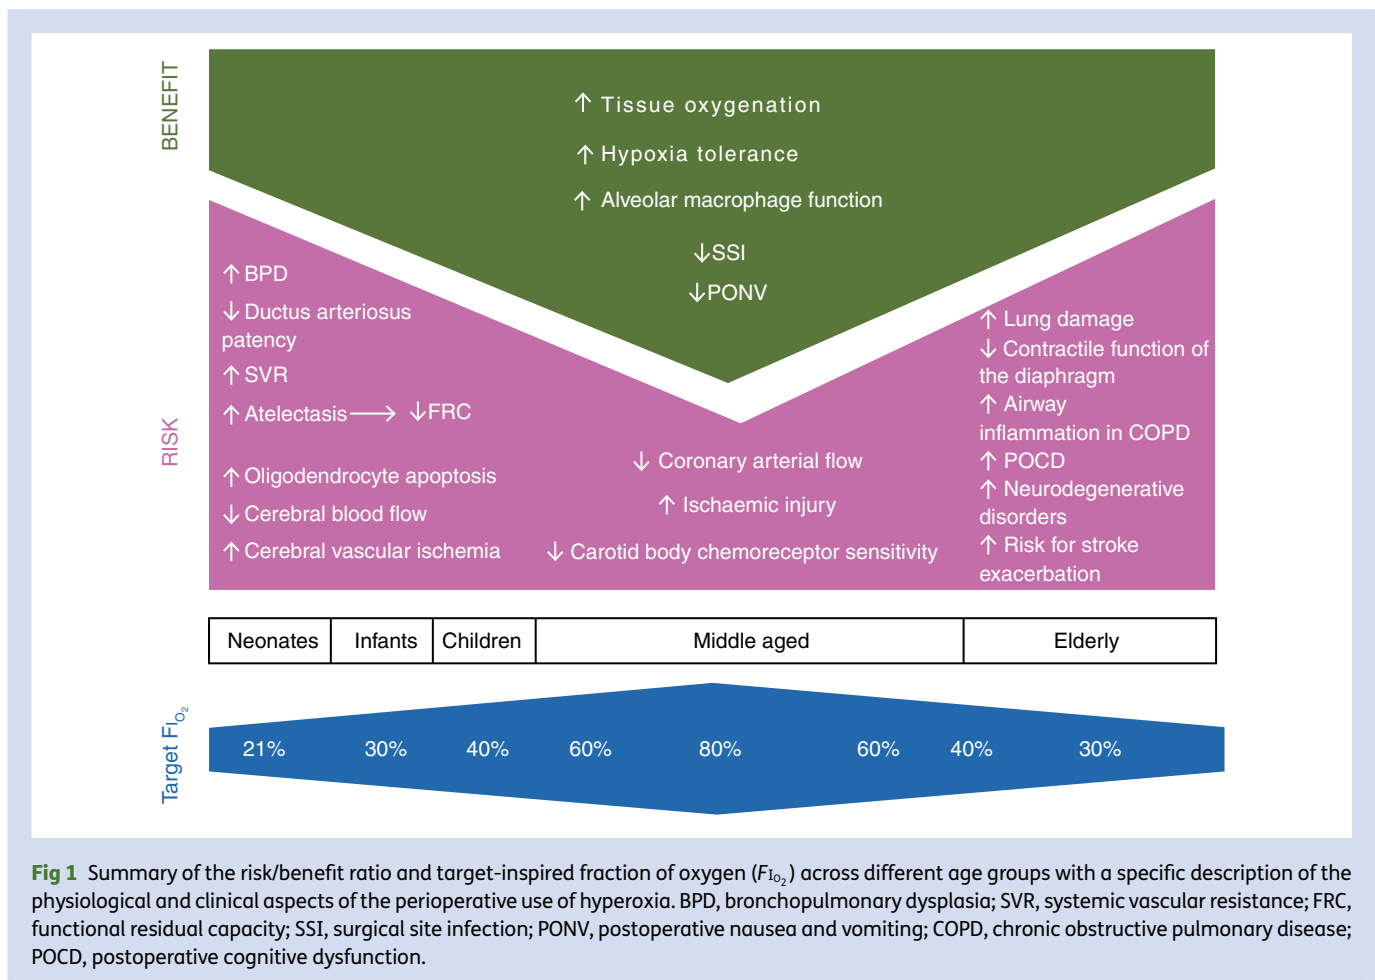 BENEFIT
↑ Tissue oxygenation
↑ Hypoxia tolerance
↑ Alveolar macrophage function
↓SSI
↓PONV
RISK
↑ BPD
↓ Ductus arteriosus
patency
↑ SVR
↑ Atelectasis⟶ ↓FRC
↑ Oligodendrocyte apoptosis
↓ Cerebral blood flow
↑ Cerebral vascular ischemia
↓ Coronary arterial flow
↑ Ischaemic injury
↓ Carotid body chemoreceptor sensitivity
↑ Lung damage
↓ Contractile function of
the diaphragm
↑ Airway
inflammation in COPD
↑ POCD
↑ Neurodegenerative
disorders
↑ Risk for stroke
exacerbation
Neonates Infants Children Middle aged Elderly
Target FIO2
21% 30% 40% 60% 80% 60% 40% 30%
Fig 1 Summary of the risk/benefit ratio and target-inspired fraction of oxygen (FIO2) across different age groups with a specific description of the
physiological and clinical aspects of the perioperative use of hyperoxia. BPD, bronchopulmonary dysplasia; SVR, systemic vascular resistance; FRC,
functional residual capacity; SSI, surgical site infection; PONV, postoperative nausea and vomiting; COPD, chronic obstructive pulmonary disease;
POCD, postoperative cognitive dysfunction.